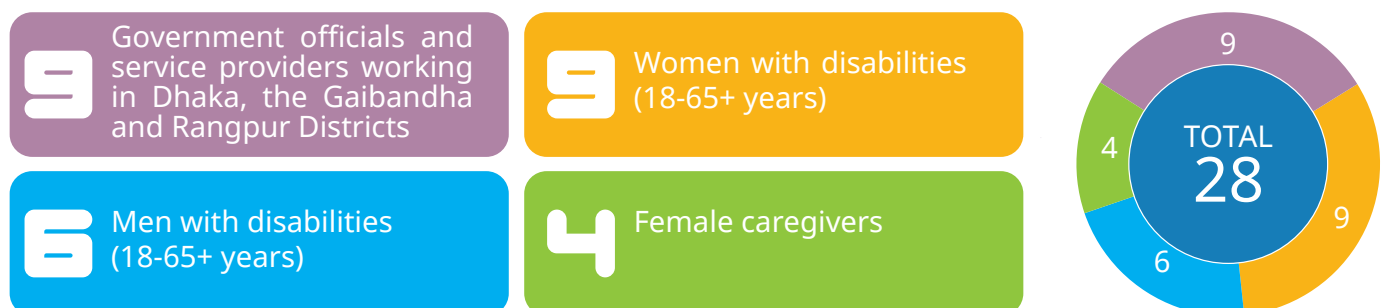 9
Government officials and
service providers working
in Dhaka, the Gaibandha
and Rangpur Districts
9
Women with disabilities
(18-65+ years)
6
Men with disabilities
(18-65+ years)
4
Female caregivers
9
4
TOTAL
28
9
6